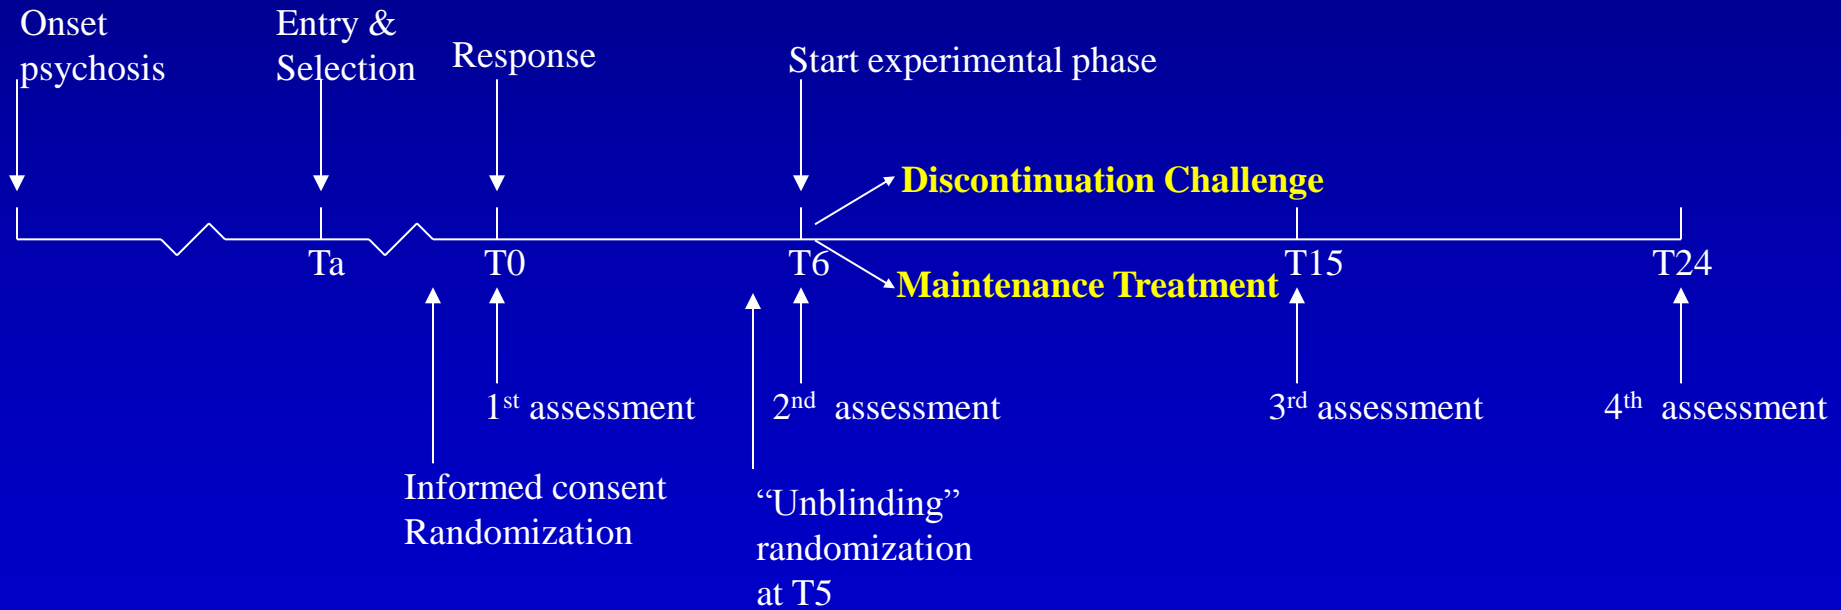 Onset
psychosis
Entry &
Selection
Response
Start experimental phase
Discontinuation Challenge
Ta
T0
T6
T15
T24
Maintenance Treatment
1st assessment
2nd assessment
3rd assessment
4th assessment
Informed consent
Randomization
“Unblinding”
randomization
at T5